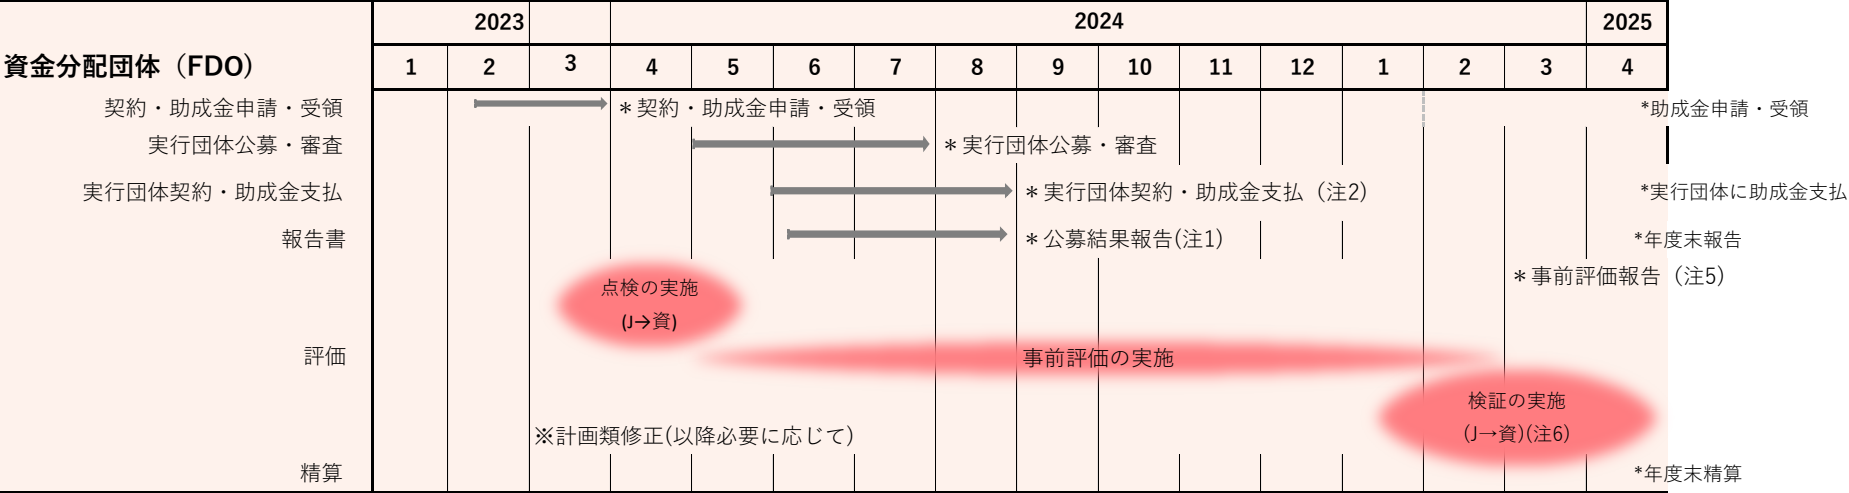 2023 2024 2025
資金分配団体（FDO） 1 2 3 4 5 6 7 8 9 10 11 12 1 2 3 4
契約・助成金申請・受領 ＊契約・助成金申請・受領 *助成金申請・受領
実行団体公募・審査 ＊実行団体公募・審査
実行団体契約・助成金支払 ＊実行団体契約・助成金支払（注2） *実行団体に助成金支払
報告書 ＊公募結果報告(注1) *年度末報告
＊事前評価報告（注5）
点検の実施
(J→資)
評価 事前評価の実施
検証の実施
(J→資)(注6)
※計画類修正(以降必要に応じて)
精算 *年度末精算